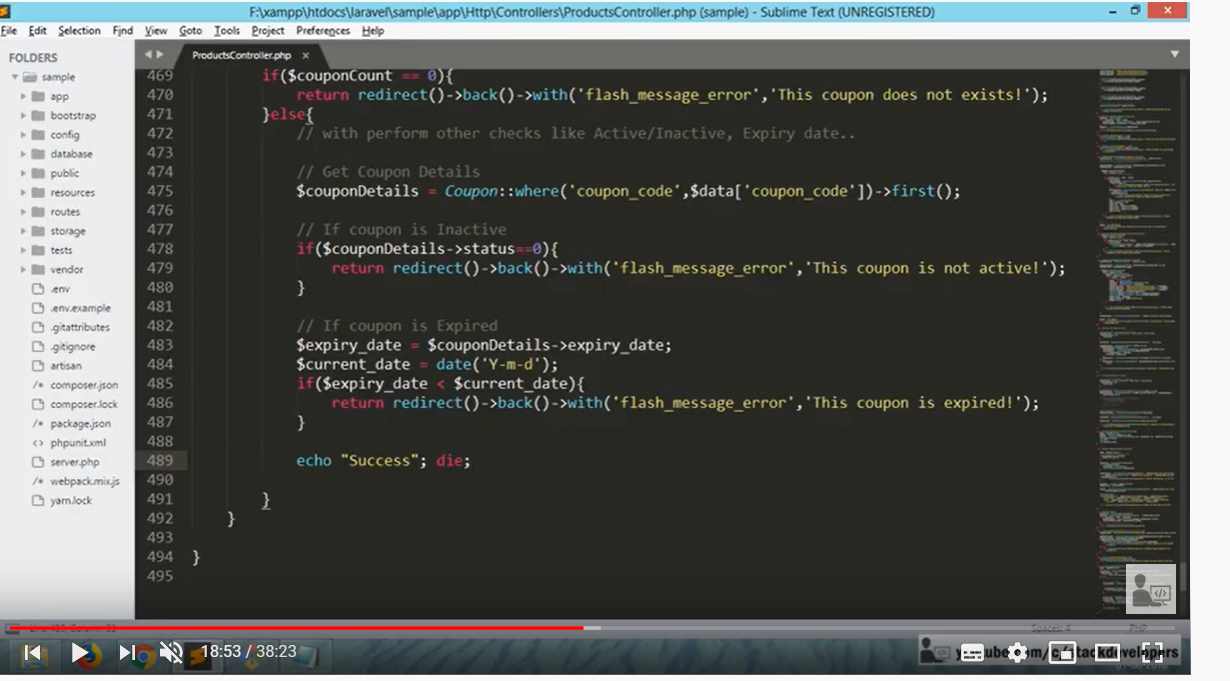 F:\xampp\htdocs\laravel\sample\app\Http\Controllers\ProductsController.php (sample) - Sublime Text (UNREGISTERED)
File Edit Selection Find View Goto Tools Project Preferences Help
FOLDERS
sample
app
bootstrap
config
database
public
resources
routes
storage
tests
vendor
.env
.env.example
.gitattributes
.gitignore
artisan
/* composer.json
composer.lock
/* package.json
<> phpunit.xml
server.php
/* webpack.mix.js
yarn.lock
ProductsController.php ×
469 if($couponCount == 0){
470 return redirect()->back()->with('flash_message_error','This coupon does not exists!');
471 }else{
472 // with perform other checks like Active/Inactive, Expiry date..
473
474 // Get Coupon Details
475 $couponDetails = Coupon::where('coupon_code',$data['coupon_code'])->first();
476
477 // If coupon is Inactive
478 if($couponDetails->status==0){
479 return redirect()->back()->with('flash_message_error','This coupon is not active!');
480 }
481
482 // If coupon is Expired
483 $expiry_date = $couponDetails->expiry_date;
484 $current_date = date('Y-m-d');
485 if($expiry_date < $current_date){
486 return redirect()->back()->with('flash_message_error','This coupon is expired!');
487 }
488
489 echo "Success"; die;
490
491 }
492 }
493
494 }
495
Spaces: 4 PHP
18:53 / 38:23